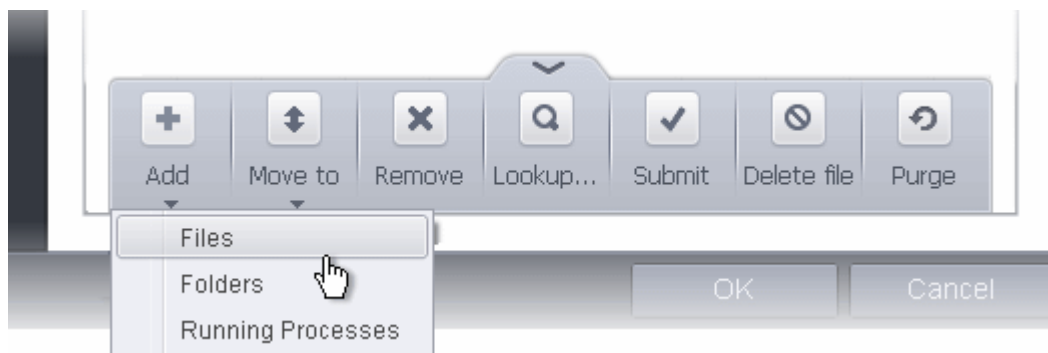 Add Move to Remove Lookup... Submit Delete file Purge
Files
Folders
Running Processes
OK Cancel